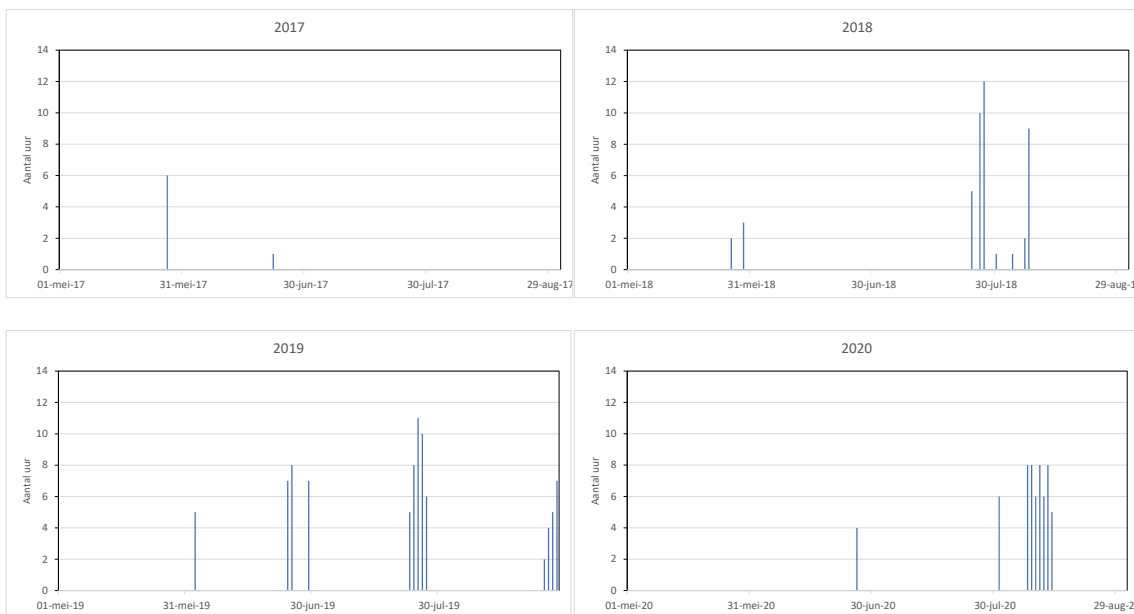 2017
14
12
10
8
6
4
2
0
Aantal uur
01-mei-17
31-mei-17
30-jun-17
30-jul-17
29-aug-17
2018
14
12
10
8
6
4
2
0
Aantal uur
01-mei-18
31-mei-18
30-jun-18
30-jul-18
29-aug-1
2019
14
12
10
8
6
4
2
0
Aantal uur
01-mei-19
31-mei-19
30-jun-19
30-jul-19
2020
14
12
10
8
6
4
2
0
Aantal uur
01-mei-20
31-mei-20
30-jun-20
30-jul-20
29-aug-2